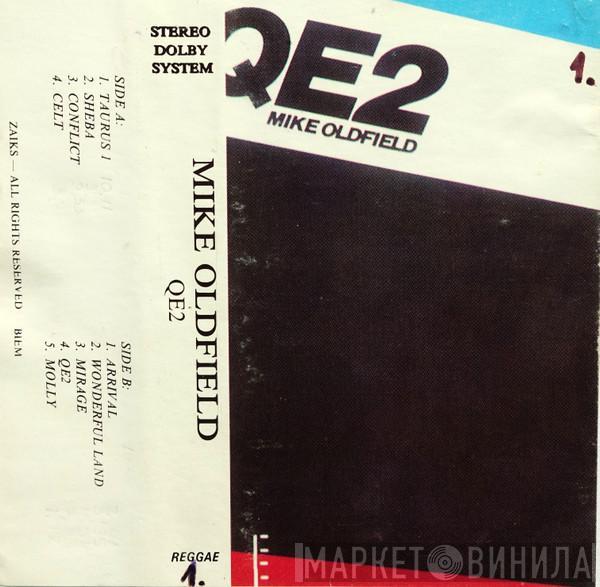 STEREO
DOLBY
SYSTEM
QE2
MIKE OLDFIELD
1.
SIDE A:
1. TAURUS 1
2. SHEBA
3. CONFLICT
4. CELT
SIDE B:
1. ARRIVAL
2. WONDERFUL LAND
3. MIRAGE
4. QE2
5. MOLLY
ZAIKS — ALL RIGHTS RESERVED BIEM
MIKE OLDFIELD
QE2
REGGAE
1.
МАРКЕТ ВИНИЛА